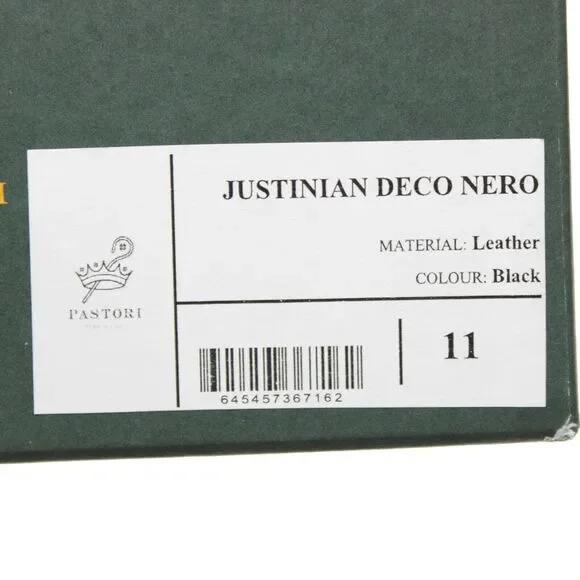 JUSTINIAN DECO NERO
MATERIAL: Leather
COLOUR: Black
PASTORI
11
645457367162